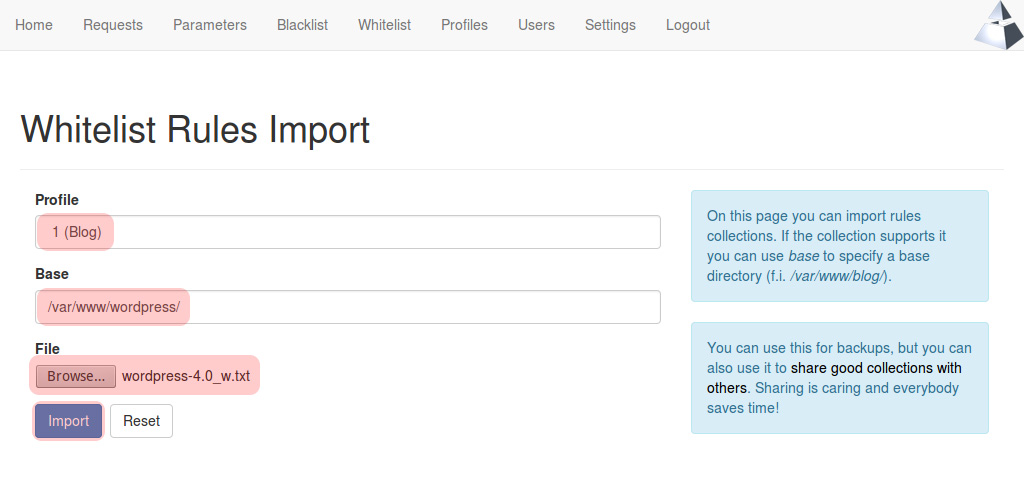 Home Requests Parameters Blacklist Whitelist Profiles Users Settings Logout
Whitelist Rules Import
Profile
1 (Blog)
Base
/var/www/wordpress/
File
Browse... wordpress-4.0_w.txt
Import Reset
On this page you can import rules
collections. If the collection supports it
you can use base to specify a base
directory (f.i. /var/www/blog/).
You can use this for backups, but you can
also use it to share good collections with
others. Sharing is caring and everybody
saves time!